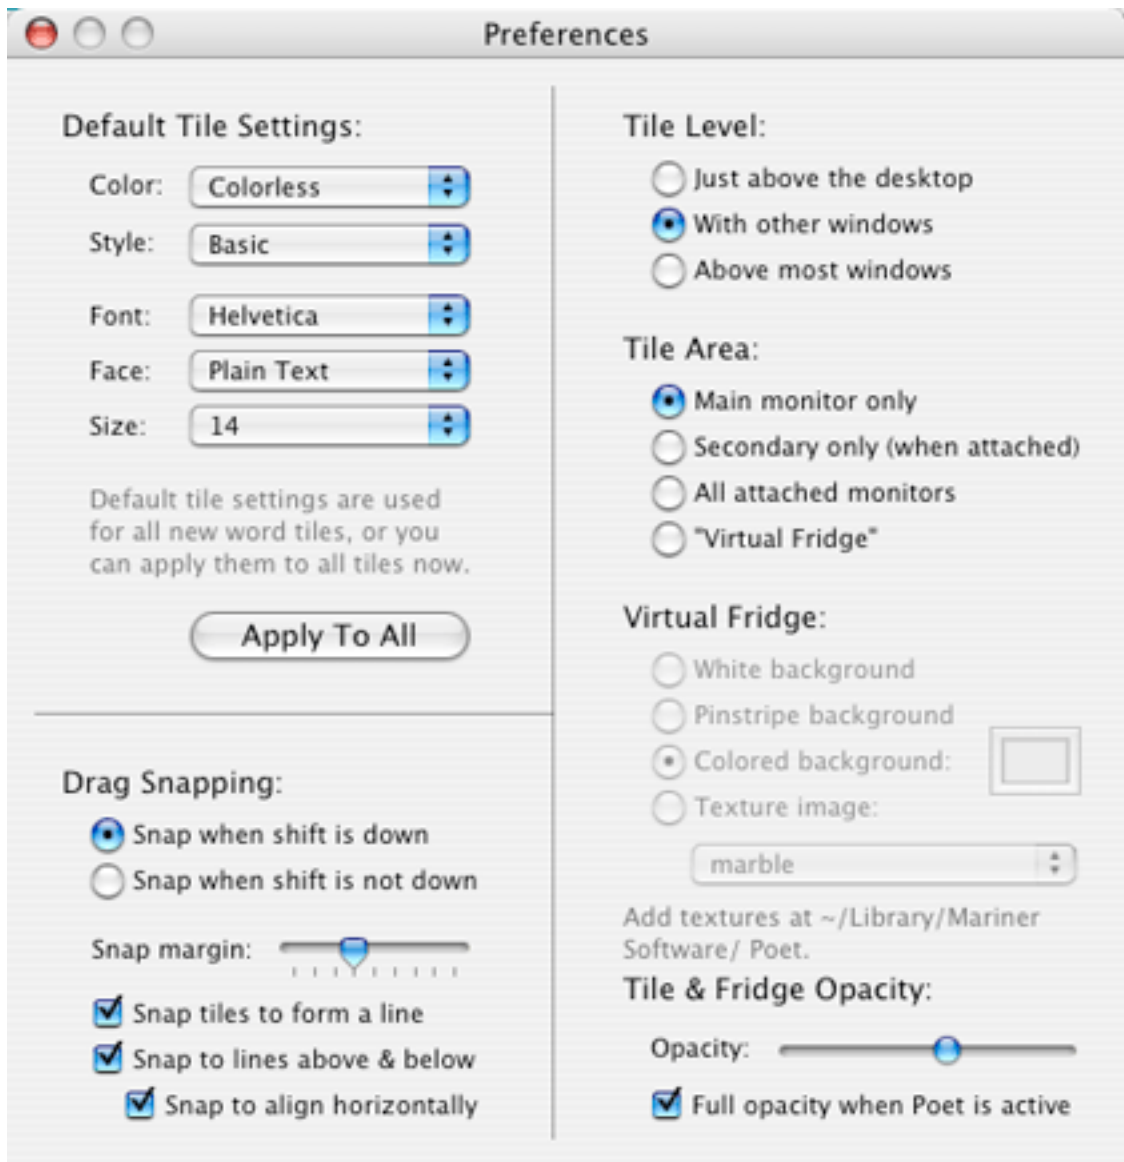 Preferences
Default Tile Settings:
Color: Colorless
Style: Basic
Font: Helvetica
Face: Plain Text
Size: 14
Default tile settings are used
for all new word tiles, or you
can apply them to all tiles now.
Apply To All
Drag Snapping:
Snap when shift is down
Snap when shift is not down
Snap margin:
Snap tiles to form a line
Snap to lines above & below
Snap to align horizontally
Tile Level:
Just above the desktop
With other windows
Above most windows
Tile Area:
Main monitor only
Secondary only (when attached)
All attached monitors
"Virtual Fridge"
Virtual Fridge:
White background
Pinstripe background
Colored background:
Texture image:
marble
Add textures at ~/Library/Mariner
Software/ Poet.
Tile & Fridge Opacity:
Opacity:
Full opacity when Poet is active